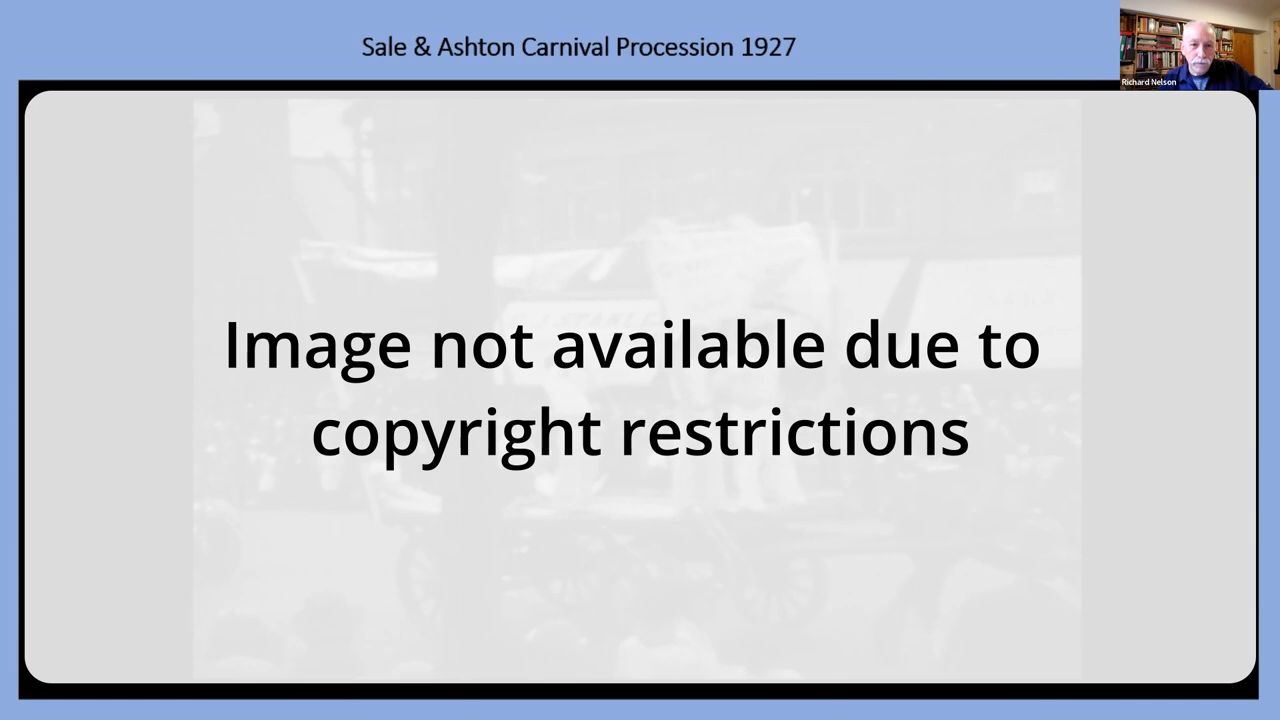 Sale & Ashton Carnival Procession 1927
Richard Nelson
Image not available due to
copyright restrictions